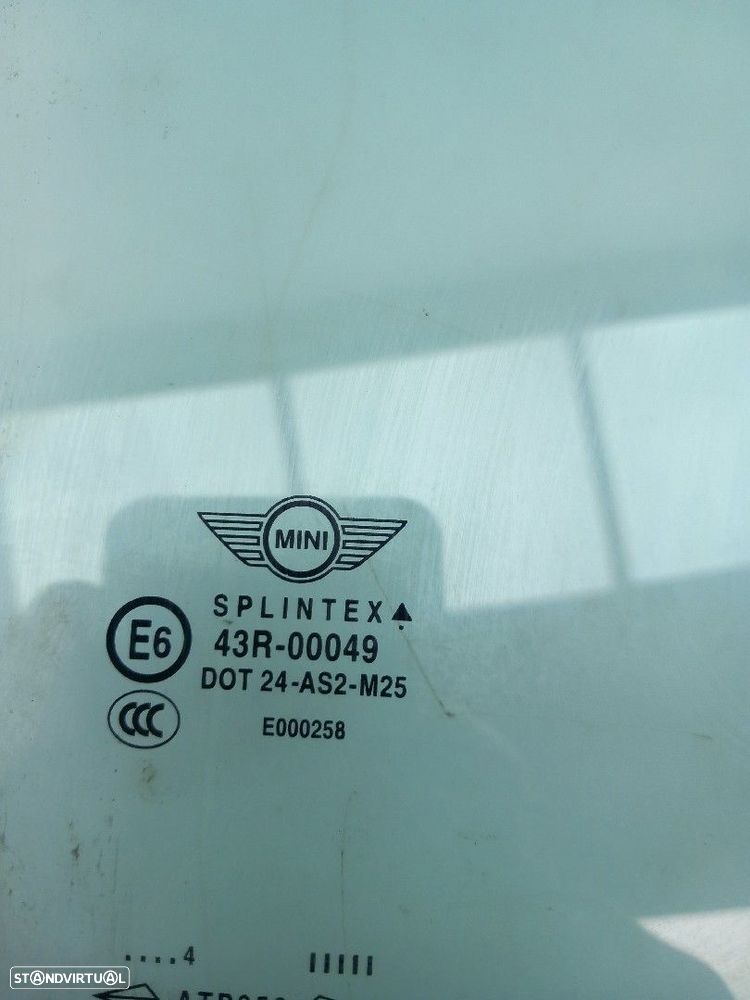 MINI
SPLINTEX
E6
43R-00049
DOT 24-AS2-M25
CCC
E000258
....4
IIIII
STANDVIRTUAL